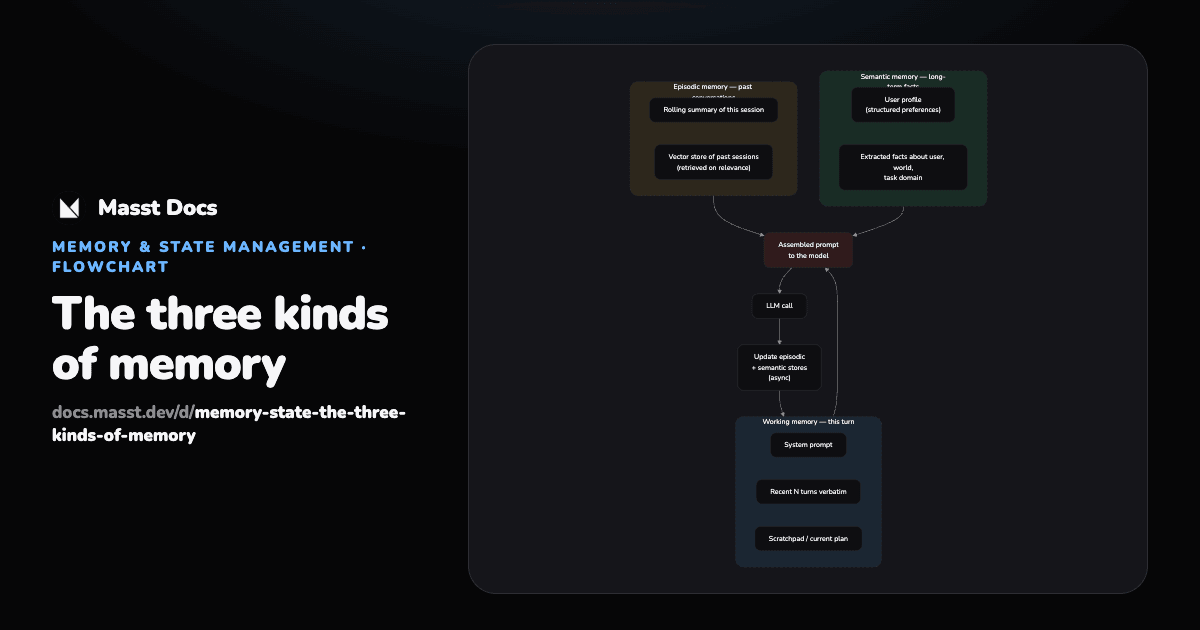 Masst Docs
MEMORY & STATE MANAGEMENT ·
FLOWCHART
The three kinds
of memory
docs.masst.dev/d/memory-state-the-three-
kinds-of-memory
Episodic memory — past
conversations
Rolling summary of this session
Vector store of past sessions
(retrieved on relevance)
Semantic memory — long-
term facts
User profile
(structured preferences)
Extracted facts about user,
world,
task domain
Assembled prompt
to the model
LLM call
Update episodic
+ semantic stores
(async)
Working memory — this turn
System prompt
Recent N turns verbatim
Scratchpad / current plan